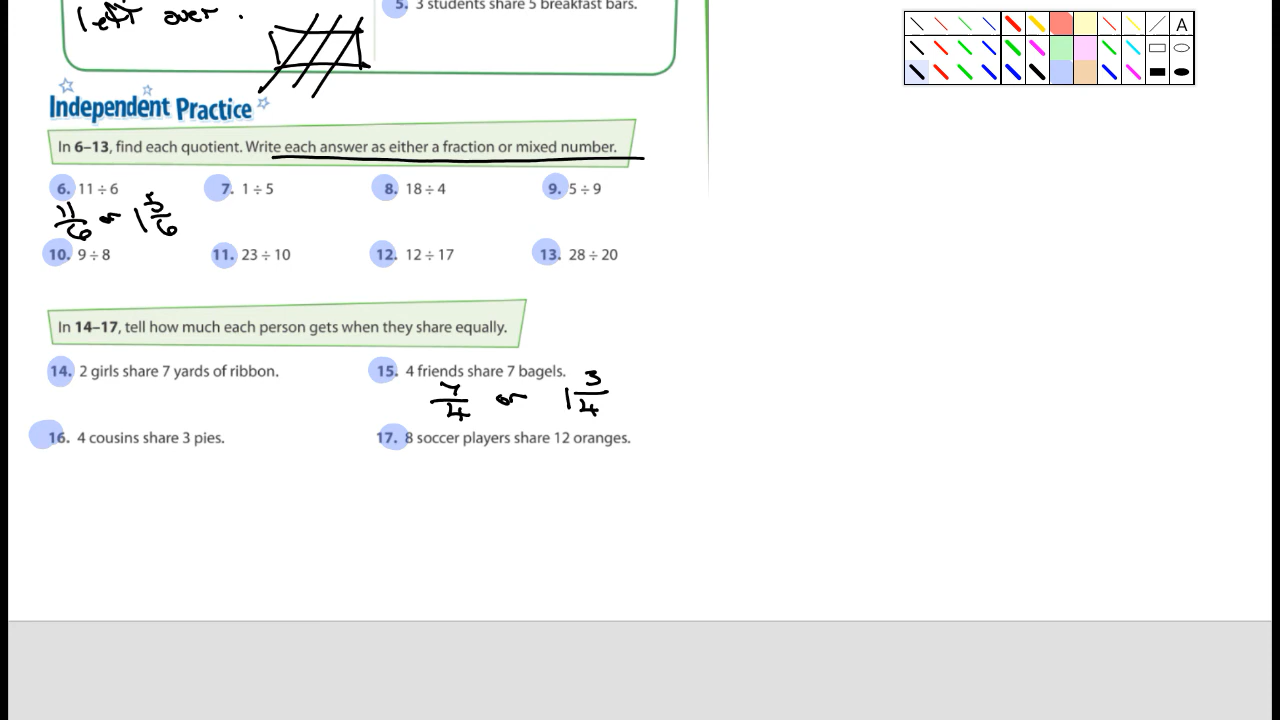 left over.
5. 3 students share 5 breakfast bars.
Independent Practice
In 6–13, find each quotient. Write each answer as either a fraction or mixed number.
6. 11 ÷ 6 7. 1 ÷ 5 8. 18 ÷ 4 9. 5 ÷ 9
11/6 or 1 5/6
10. 9 ÷ 8 11. 23 ÷ 10 12. 12 ÷ 17 13. 28 ÷ 20
In 14–17, tell how much each person gets when they share equally.
14. 2 girls share 7 yards of ribbon. 15. 4 friends share 7 bagels.
7/4 or 1 3/4
16. 4 cousins share 3 pies. 17. 8 soccer players share 12 oranges.
A